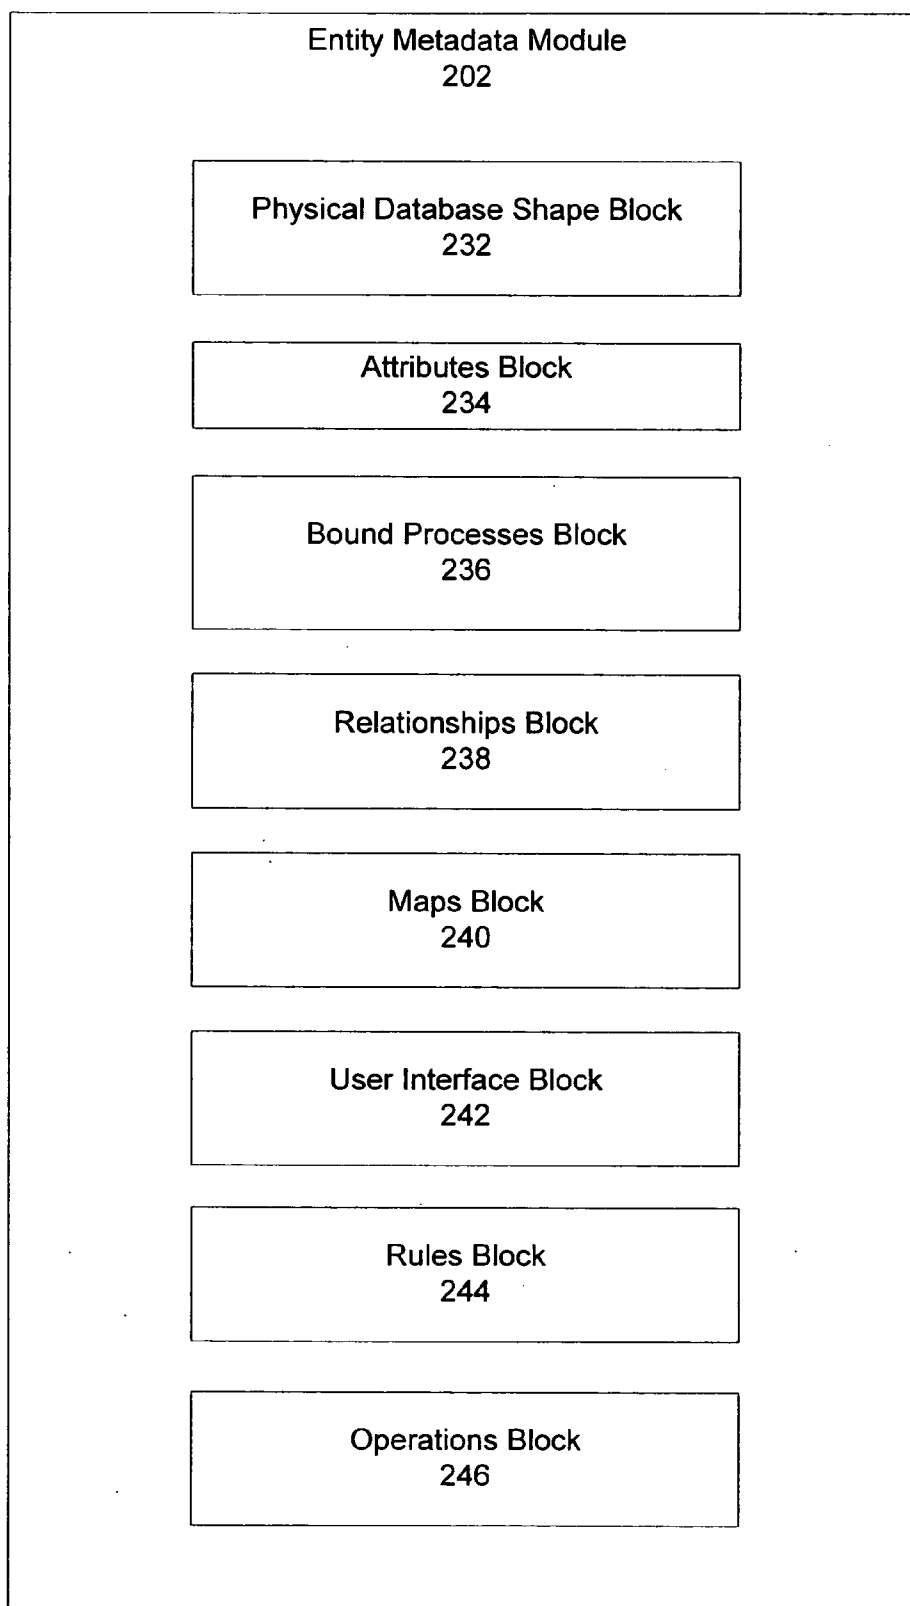 Entity Metadata Module
202
Physical Database Shape Block
232
Attributes Block
234
Bound Processes Block
236
Relationships Block
238
Maps Block
240
User Interface Block
242
Rules Block
244
Operations Block
246